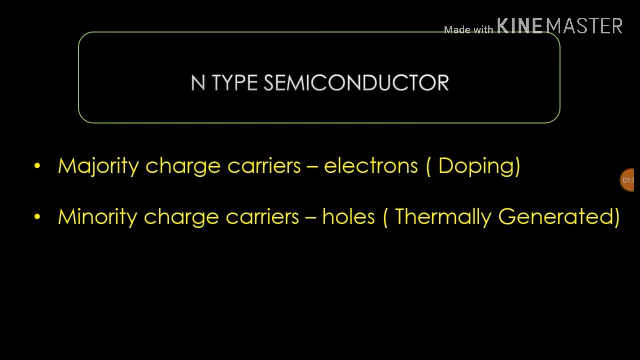 Made with KINEMASTER
N TYPE SEMICONDUCTOR
• Majority charge carriers – electrons ( Doping)
• Minority charge carriers – holes ( Thermally Generated)